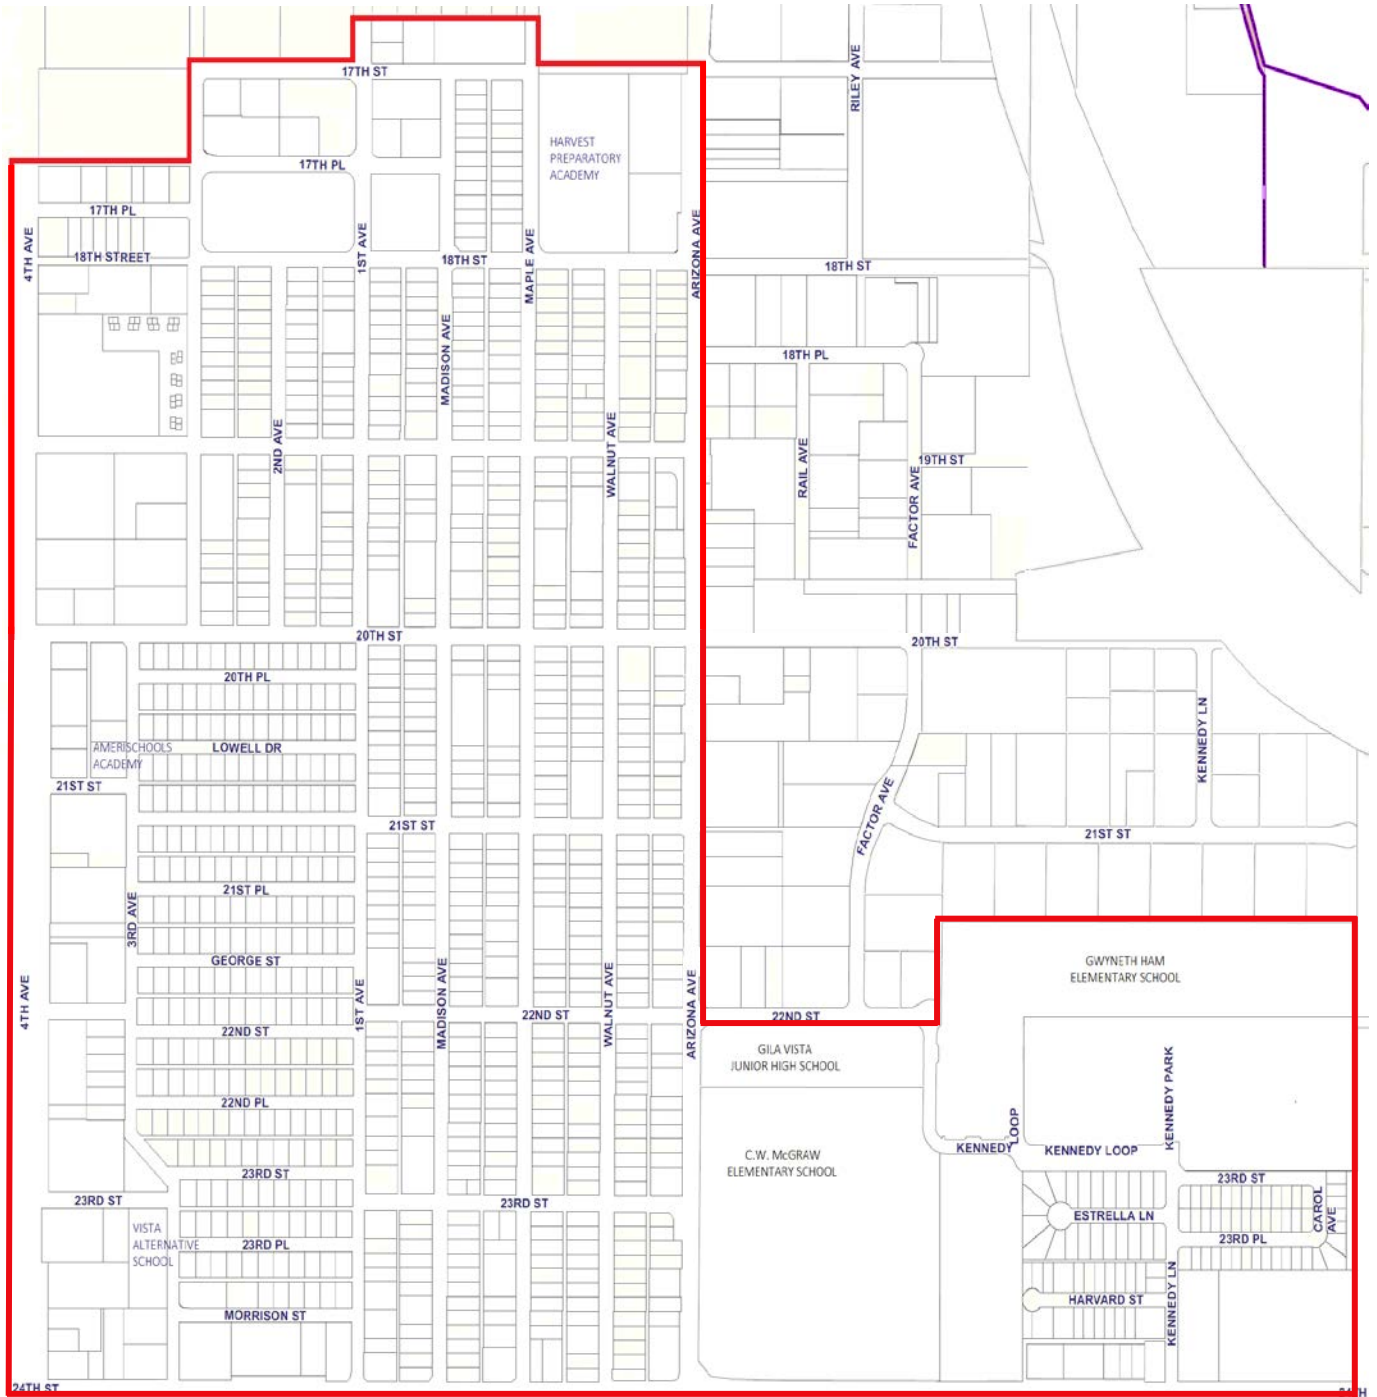 17TH ST
RILEY AVE
HARVEST
PREPARATORY
ACADEMY
17TH PL
17TH PL
4TH AVE
18TH STREET
1ST AVE
18TH ST
MAPLE AVE
ARIZONA AVE
18TH ST
MADISON AVE
18TH PL
2ND AVE
WALNUT AVE
RAIL AVE
FACTOR AVE
19TH ST
20TH ST
20TH ST
20TH PL
AMERISCHOOLS
ACADEMY
LOWELL DR
KENNEDY LN
21ST ST
21ST ST
FACTOR AVE
21ST ST
21ST PL
3RD AVE
GEORGE ST
GWYNETH HAM
ELEMENTARY SCHOOL
4TH AVE
1ST AVE
MADISON AVE
22ND ST
WALNUT AVE
ARIZONA AVE
22ND ST
22ND ST
GILA VISTA
JUNIOR HIGH SCHOOL
22ND PL
KENNEDY PARK
KENNEDY
LOOP
KENNEDY LOOP
C.W. McGRAW
ELEMENTARY SCHOOL
23RD ST
23RD ST
23RD ST
23RD ST
CAROL
AVE
ESTRELLA LN
VISTA
ALTERNATIVE
SCHOOL
23RD PL
23RD PL
HARVARD ST
KENNEDY LN
MORRISON ST
24TH ST